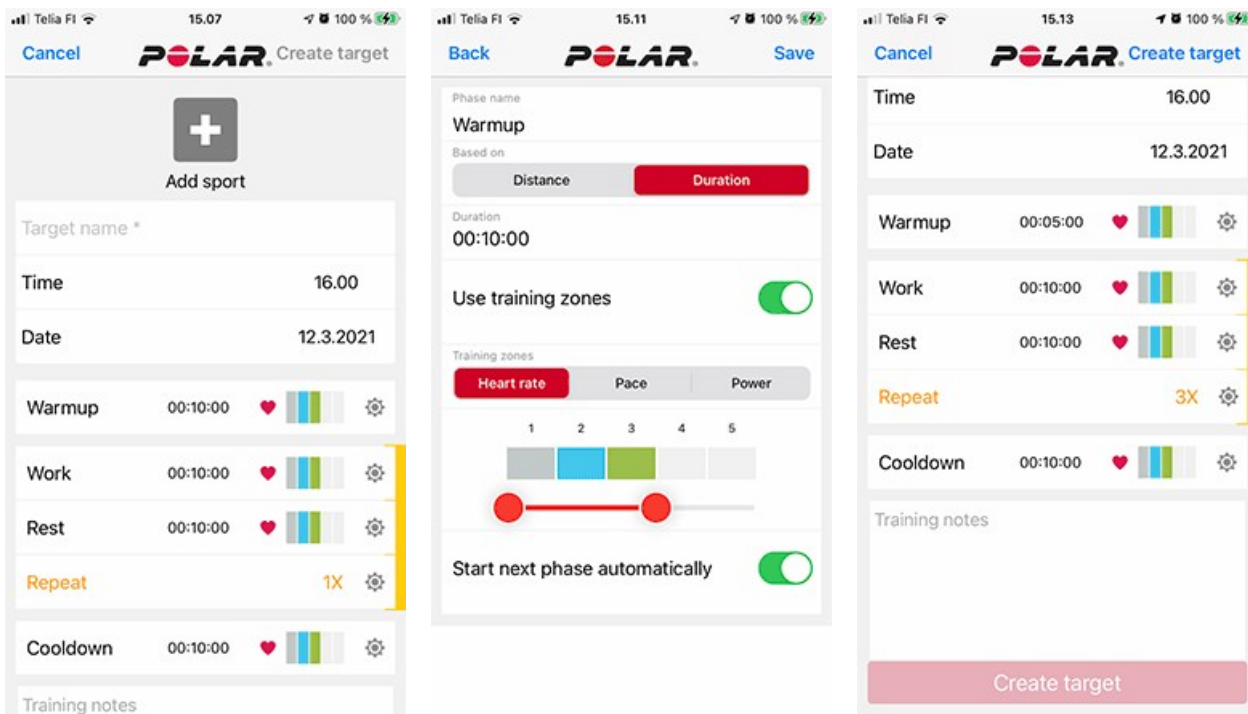 Telia FI 15.07 100 %
Cancel POLAR. Create target
Add sport
Target name *
Time 16.00
Date 12.3.2021
Warmup 00:10:00
Work 00:10:00
Rest 00:10:00
Repeat 1X
Cooldown 00:10:00
Training notes
Telia FI 15.11 100 %
Back POLAR. Save
Phase name
Warmup
Based on
Distance Duration
Duration
00:10:00
Use training zones
Training zones
Heart rate Pace Power
1 2 3 4 5
Start next phase automatically
Telia FI 15.13 100 %
Cancel POLAR. Create target
Time 16.00
Date 12.3.2021
Warmup 00:05:00
Work 00:10:00
Rest 00:10:00
Repeat 3X
Cooldown 00:10:00
Training notes
Create target